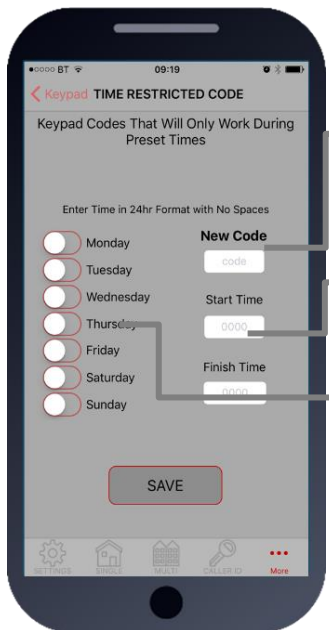 BT 09:19
Keypad TIME RESTRICTED CODE
Keypad Codes That Will Only Work During
Preset Times
Enter Time in 24hr Format with No Spaces
Monday
Tuesday
Wednesday
Thursday
Friday
Saturday
Sunday
New Code
code
Start Time
0000
Finish Time
0000
SAVE
SETTINGS SINGLE MULTI CALLER ID More